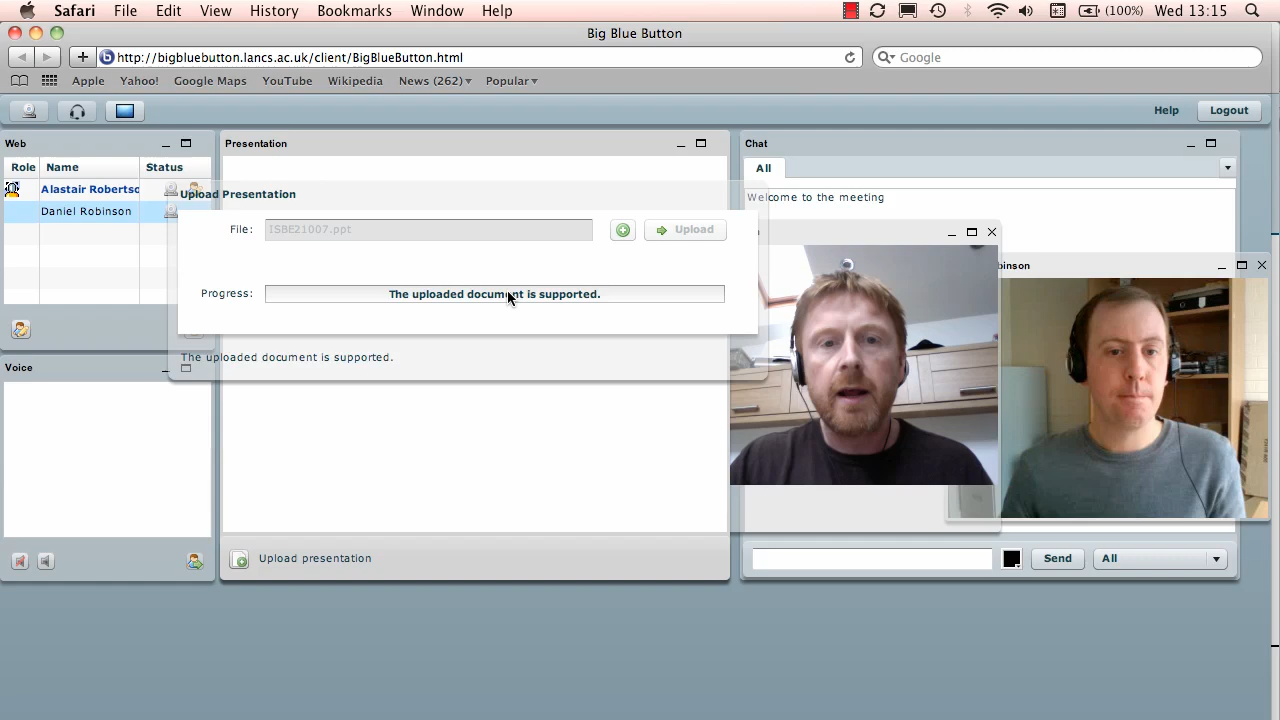 Safari File Edit View History Bookmarks Window Help (100%) Wed 13:15
Big Blue Button
http://bigbluebutton.lancs.ac.uk/client/BigBlueButton.html Google
Apple Yahoo! Google Maps YouTube Wikipedia News (262) Popular
Help Logout
Web Presentation Chat
Role Name Status All
Alastair Robertsc
Daniel Robinson
Welcome to the meeting
Upload Presentation
File: ISBE21007.ppt Upload
Progress: The uploaded document is supported.
The uploaded document is supported.
binson
Voice
Upload presentation
Send All